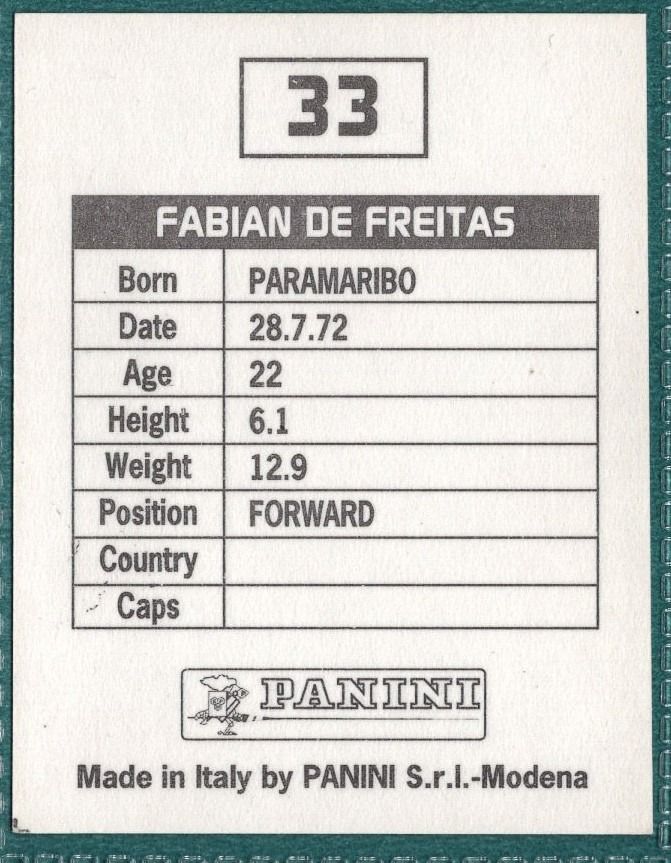 33
FABIAN DE FREITAS
Born PARAMARIBO
Date 28.7.72
Age 22
Height 6.1
Weight 12.9
Position FORWARD
Country
Caps
PANINI
Made in Italy by PANINI S.r.l.-Modena